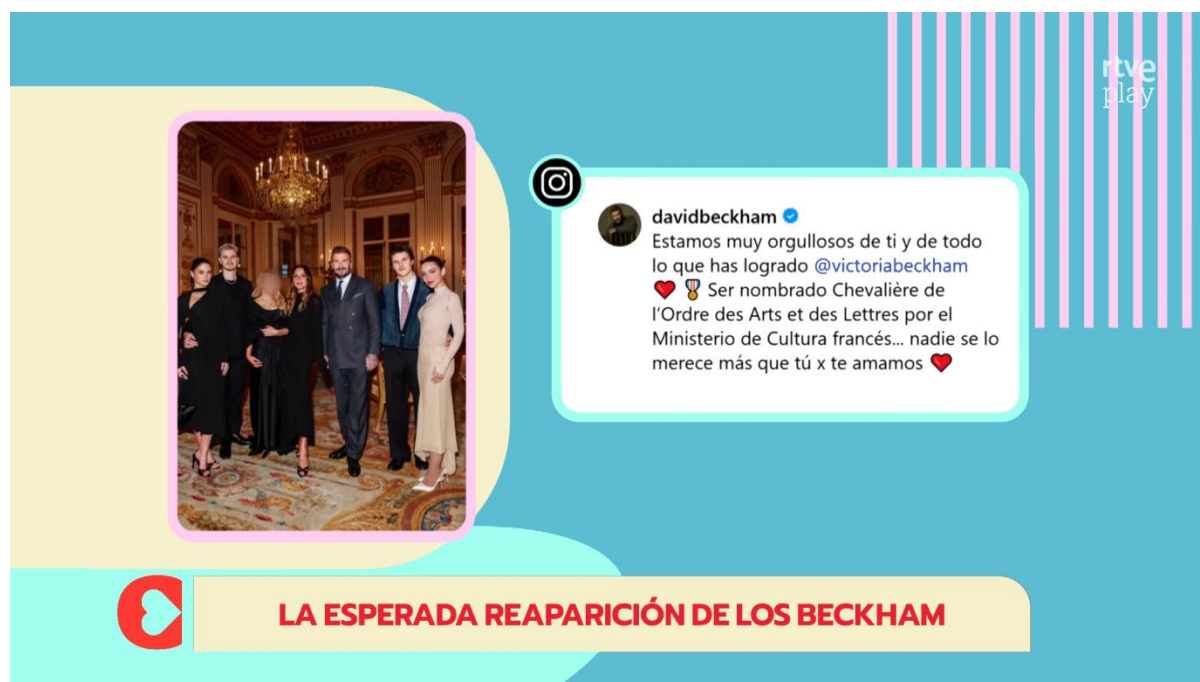 rtve
play
davidbeckham
Estamos muy orgullosos de ti y de todo
lo que has logrado @victoriabeckham
❤️ 🎖️ Ser nombrado Chevalière de
l'Ordre des Arts et des Lettres por el
Ministerio de Cultura francés... nadie se lo
merece más que tú x te amamos ❤️
LA ESPERADA REAPARICIÓN DE LOS BECKHAM